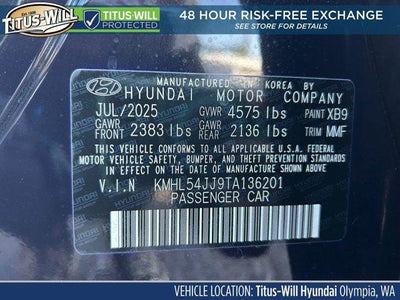 TITUS-WILL
TITUS-WILL
PROTECTED
48 HOUR RISK-FREE EXCHANGE
SEE STORE FOR DETAILS
MANUFACTURED IN KOREA BY
HYUNDAI MOTOR COMPANY
JUL/2025 GVWR 4575 lbs PAINT XB9
GAWR FRONT 2383 lbs GAWR REAR 2136 lbs TRIM MMF
THIS VEHICLE CONFORMS TO ALL APPLICABLE U.S.A. FEDERAL
MOTOR VEHICLE SAFETY, BUMPER, AND THEFT PREVENTION STANDARDS
IN EFFECT ON THE DATE OF MANUFACTURE SHOWN ABOVE.
V.I.N KMHL54JJ9TA136201
PASSENGER CAR
VEHICLE LOCATION: Titus-Will Hyundai Olympia, WA